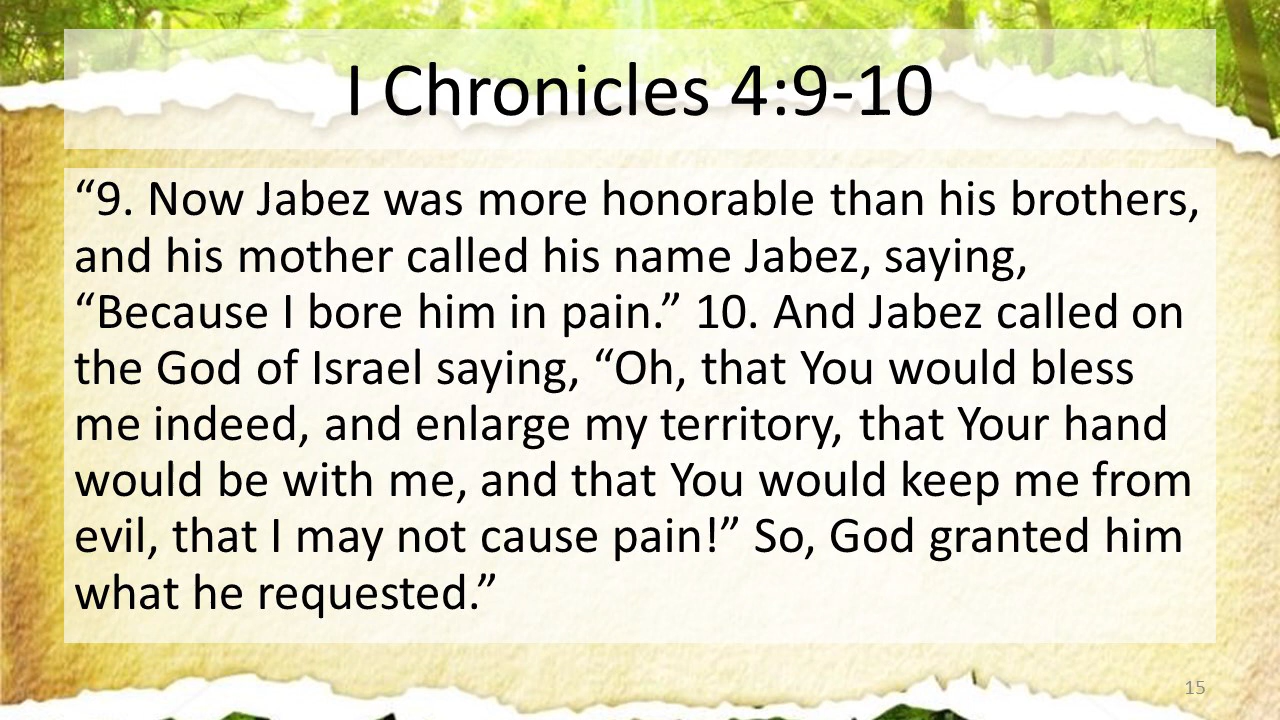 I Chronicles 4:9-10
“9. Now Jabez was more honorable than his brothers,
and his mother called his name Jabez, saying,
“Because I bore him in pain.” 10. And Jabez called on
the God of Israel saying, “Oh, that You would bless
me indeed, and enlarge my territory, that Your hand
would be with me, and that You would keep me from
evil, that I may not cause pain!” So, God granted him
what he requested.”
15